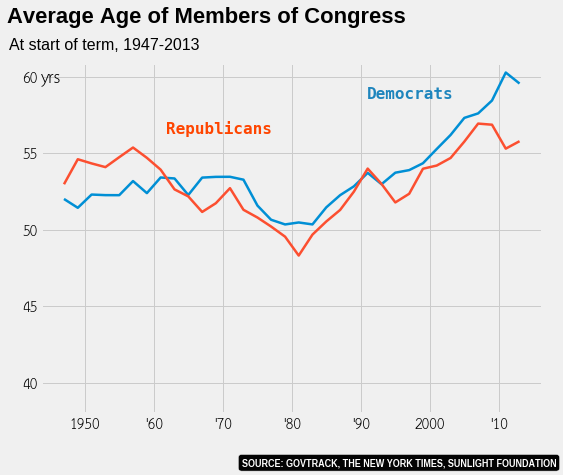 Average Age of Members of Congress
At start of term, 1947-2013
60 yrs
Democrats
Republicans
55
50
45
40
1950 '60 '70 '80 '90 2000 '10
SOURCE: GOVTRACK, THE NEW YORK TIMES, SUNLIGHT FOUNDATION